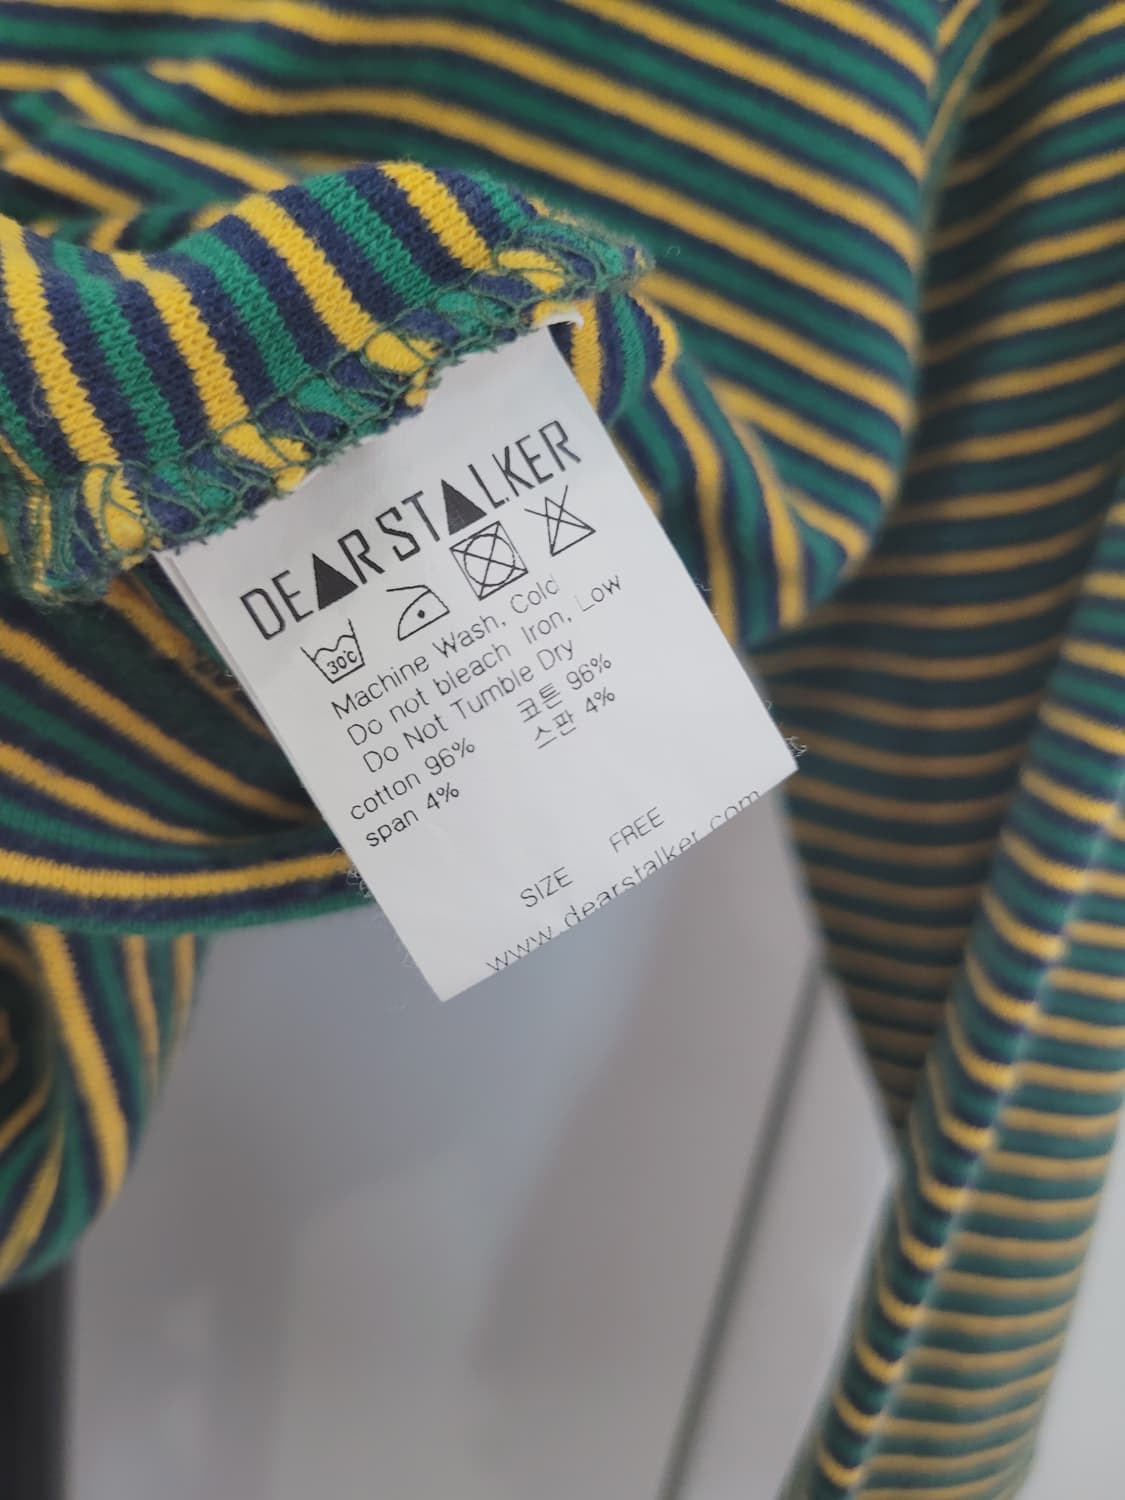 DEARSTALKER
30℃
Machine Wash, Cold
Do not bleach Iron, Low
Do Not Tumble Dry
cotton 96% 코튼 96%
span 4% 스판 4%
SIZE FREE
www.dearstalker.com